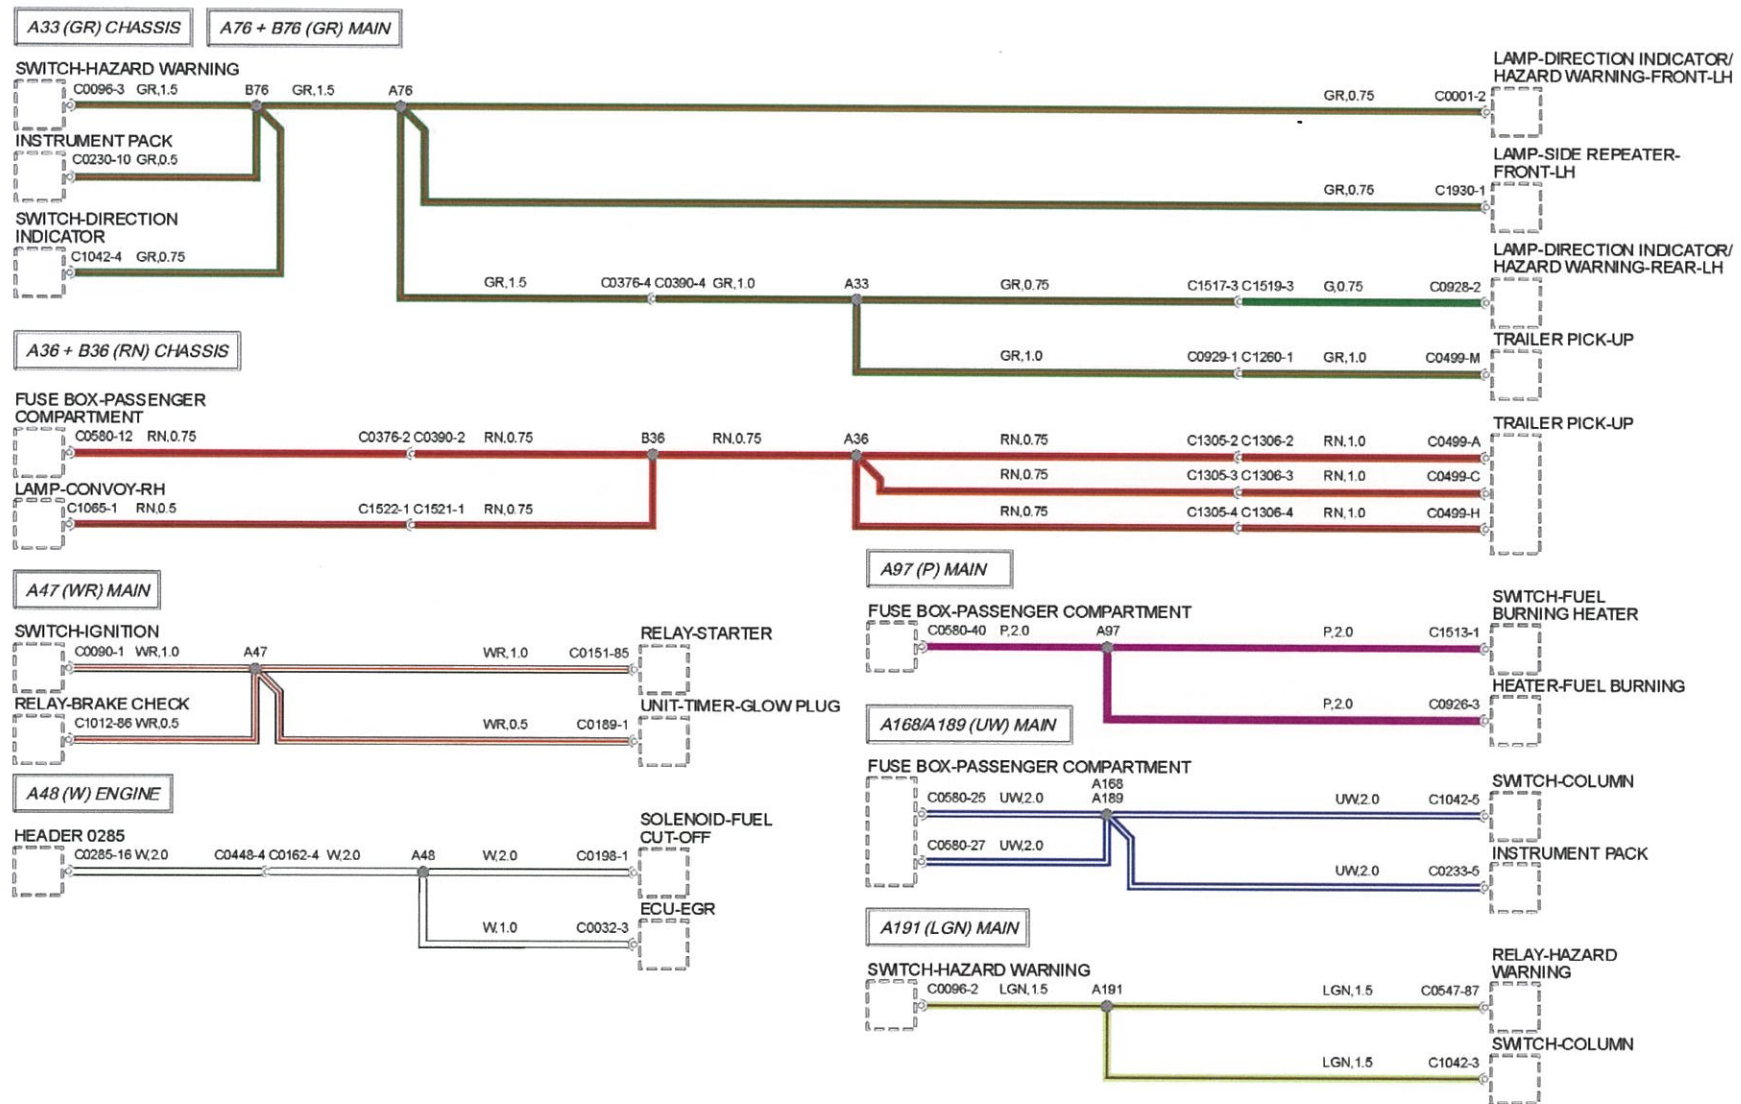 A33 (GR) CHASSIS
A76 + B76 (GR) MAIN
SWITCH-HAZARD WARNING
C0096-3 GR,1.5 B76 GR,1.5 A76 GR,0.75 C0001-2
LAMP-DIRECTION INDICATOR/
HAZARD WARNING-FRONT-LH
INSTRUMENT PACK
C0230-10 GR,0.5
LAMP-SIDE REPEATER-
FRONT-LH
GR,0.75 C1930-1
SWITCH-DIRECTION
INDICATOR
C1042-4 GR,0.75
LAMP-DIRECTION INDICATOR/
HAZARD WARNING-REAR-LH
GR,1.5 C0376-4 C0390-4 GR,1.0 A33 GR,0.75 C1517-3 C1519-3 G,0.75 C0928-2
TRAILER PICK-UP
GR,1.0 C0929-1 C1260-1 GR,1.0 C0499-M
A36 + B36 (RN) CHASSIS
FUSE BOX-PASSENGER
COMPARTMENT
C0580-12 RN,0.75 C0376-2 C0390-2 RN,0.75 B36 RN,0.75 A36 RN,0.75 C1305-2 C1306-2 RN,1.0 C0499-A
TRAILER PICK-UP
RN,0.75 C1305-3 C1306-3 RN,1.0 C0499-C
LAMP-CONVOY-RH
C1065-1 RN,0.5 C1522-1 C1521-1 RN,0.75
RN,0.75 C1305-4 C1306-4 RN,1.0 C0499-H
A47 (WR) MAIN
SWITCH-IGNITION
C0090-1 WR,1.0 A47 WR,1.0 C0151-85
RELAY-STARTER
RELAY-BRAKE CHECK
C1012-86 WR,0.5
WR,0.5 C0189-1
UNIT-TIMER-GLOW PLUG
A48 (W) ENGINE
HEADER 0285
C0285-16 W,2.0 C0448-4 C0162-4 W,2.0 A48 W,2.0 C0198-1
SOLENOID-FUEL
CUT-OFF
ECU-EGR
W,1.0 C0032-3
A97 (P) MAIN
FUSE BOX-PASSENGER COMPARTMENT
C0580-40 P,2.0 A97 P,2.0 C1513-1
SWITCH-FUEL
BURNING HEATER
HEATER-FUEL BURNING
P,2.0 C0926-3
A168/A189 (UW) MAIN
FUSE BOX-PASSENGER COMPARTMENT
A168
C0580-25 UW,2.0 A189 UW,2.0 C1042-5
SWITCH-COLUMN
C0580-27 UW,2.0
INSTRUMENT PACK
UW,2.0 C0233-5
A191 (LGN) MAIN
SWITCH-HAZARD WARNING
C0096-2 LGN,1.5 A191 LGN,1.5 C0547-87
RELAY-HAZARD
WARNING
SWITCH-COLUMN
LGN,1.5 C1042-3